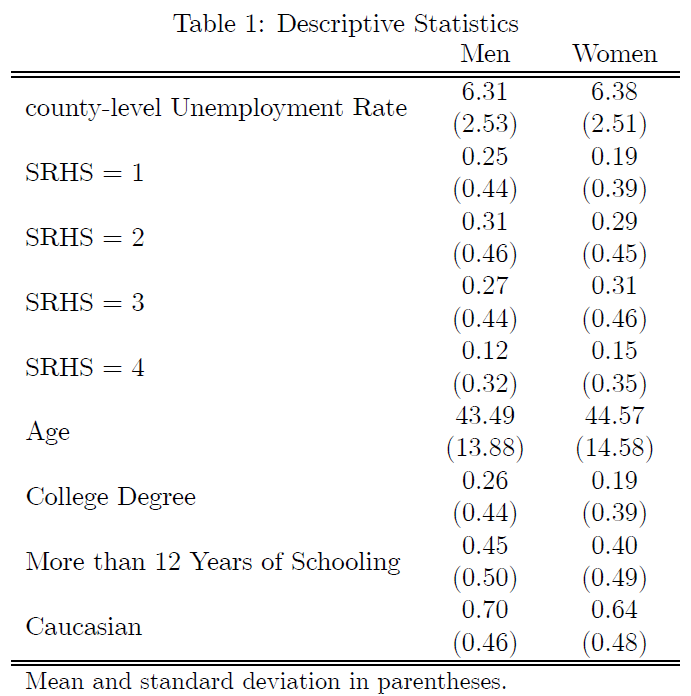 Table 1: Descriptive Statistics
Men Women
county-level Unemployment Rate 6.31 6.38
(2.53) (2.51)
SRHS = 1 0.25 0.19
(0.44) (0.39)
SRHS = 2 0.31 0.29
(0.46) (0.45)
SRHS = 3 0.27 0.31
(0.44) (0.46)
SRHS = 4 0.12 0.15
(0.32) (0.35)
Age 43.49 44.57
(13.88) (14.58)
College Degree 0.26 0.19
(0.44) (0.39)
More than 12 Years of Schooling 0.45 0.40
(0.50) (0.49)
Caucasian 0.70 0.64
(0.46) (0.48)
Mean and standard deviation in parentheses.